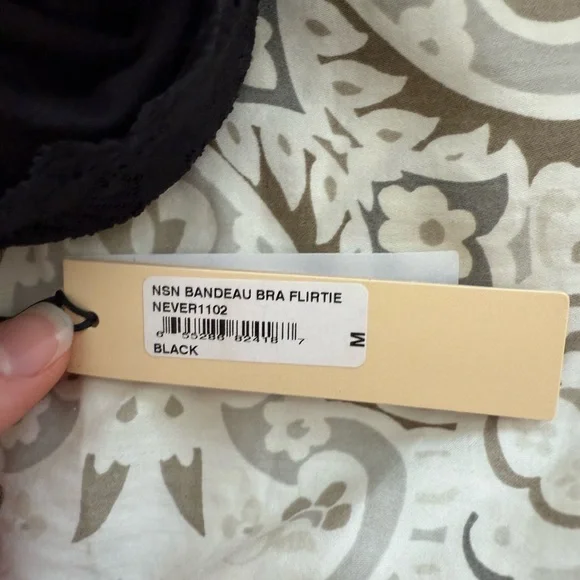 NSN BANDEAU BRA FLIRTIE
NEVER1102
BLACK
M